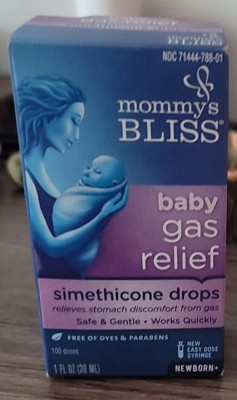 NDC 71444-788-01
mommy's
BLISS®
baby
gas
relief
simethicone drops
relieves stomach discomfort from gas
Safe & Gentle • Works Quickly
FREE OF DYES & PARABENS
100 doses
NEW
EASY DOSE
SYRINGE
1 FL OZ (30 ML)
NEWBORN+